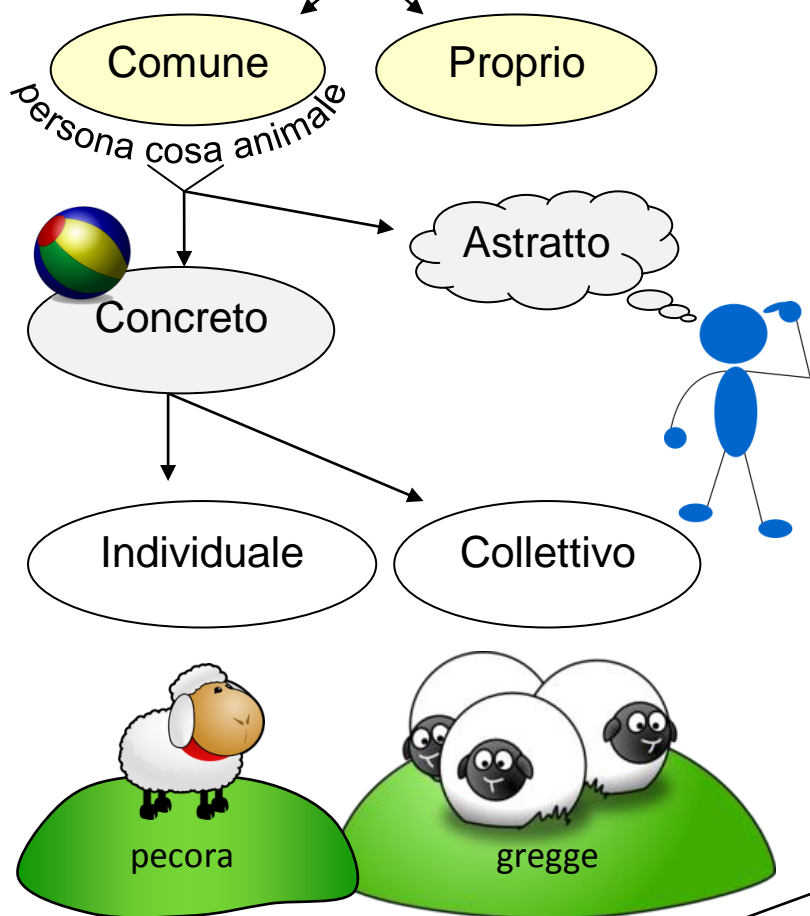 Comune Proprio
persona cosa animale
Astratto
Concreto
Individuale Collettivo
pecora gregge